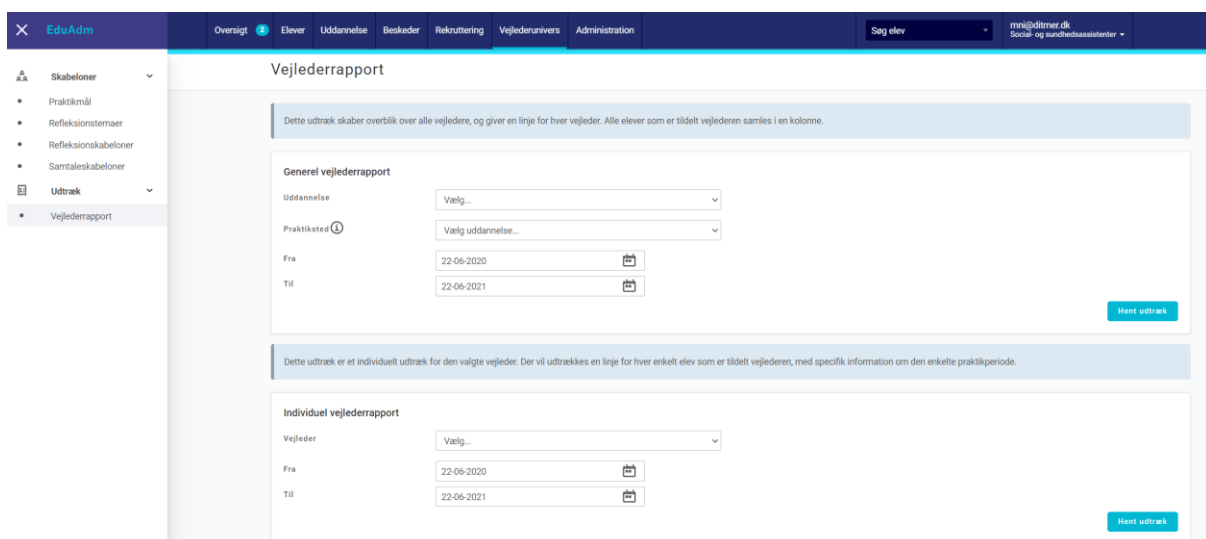 EduAdm
Oversigt 2 Elever Uddannelse Beskeder Rekruttering Vejlederunivers Administration
Søg elev
mni@ditmer.dk
Social- og sundhedsassistenter
Skabeloner
Praktikmål
Refleksionstemaer
Refleksionskabeloner
Samtaleskabeloner
Udtræk
Vejlederrapport
Vejlederrapport
Dette udtræk skaber overblik over alle vejledere, og giver en linje for hver vejleder. Alle elever som er tildelt vejlederen samles i en kolonne.
Generel vejlederrapport
Uddannelse Vælg...
Praktiksted Vælg uddannelse...
Fra 22-06-2020
Til 22-06-2021
Hent udtræk
Dette udtræk er et individuelt udtræk for den valgte vejleder. Der vil udtrækkes en linje for hver enkelt elev som er tildelt vejlederen, med specifik information om den enkelte praktikperiode.
Individuel vejlederrapport
Vejleder Vælg...
Fra 22-06-2020
Til 22-06-2021
Hent udtræk